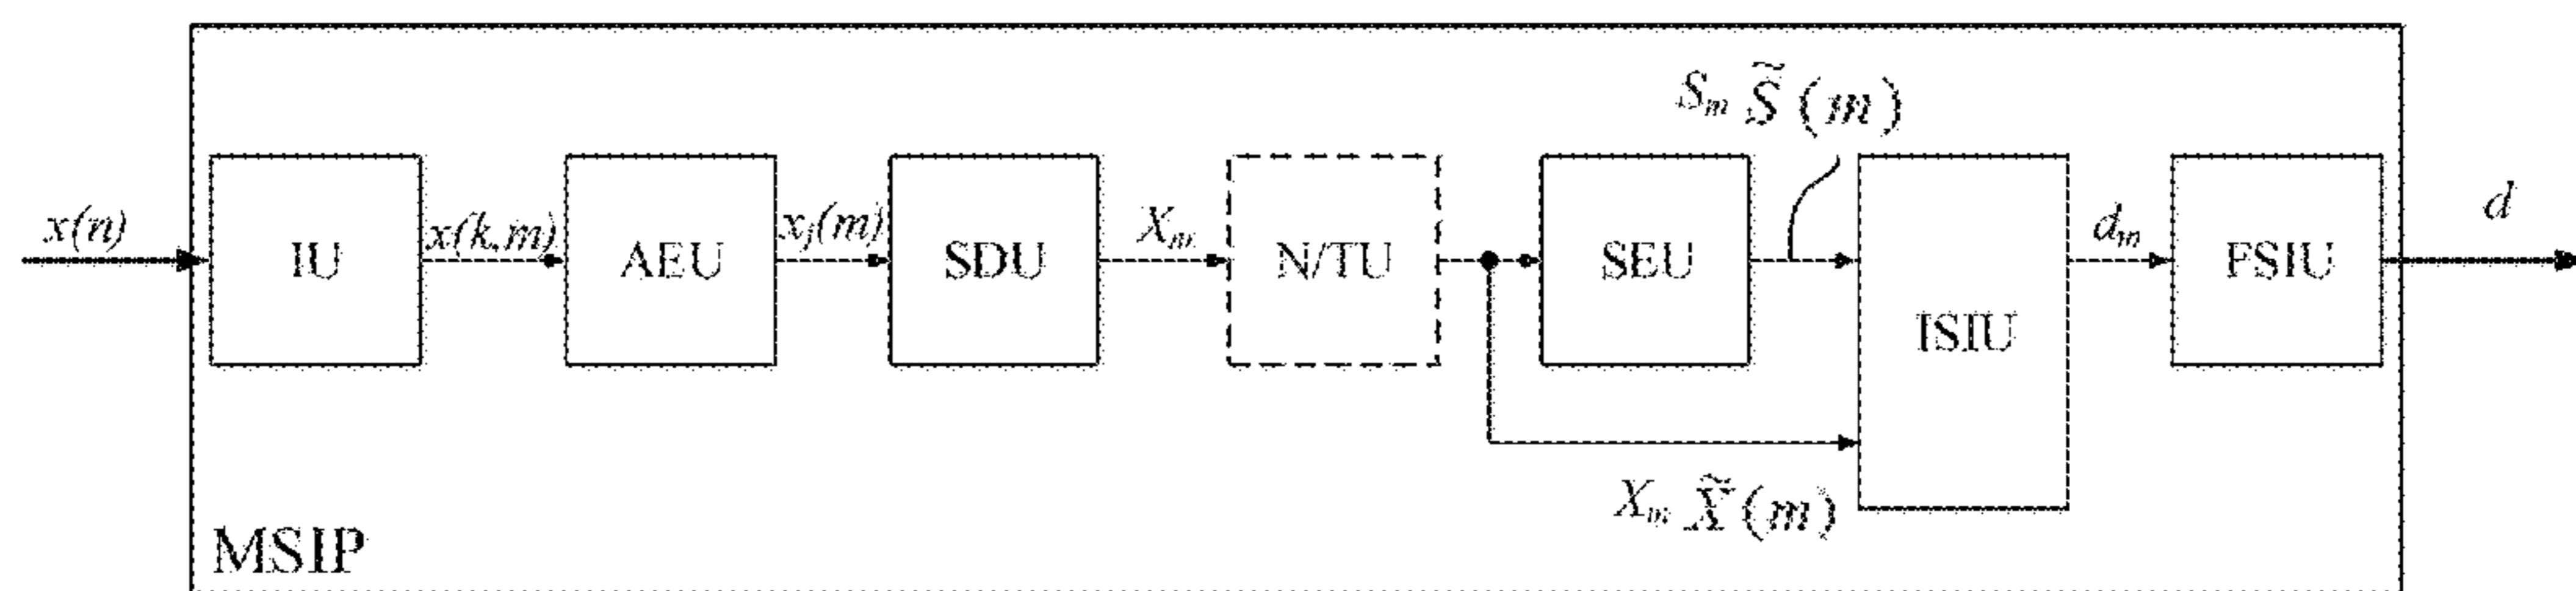 S_m S̃ (m)
x(n) IU x(k,m) AEU x_j(m) SDU X_m N/TU SEU ISIU d_m FSIU d
X_m X̃ (m)
MSIP